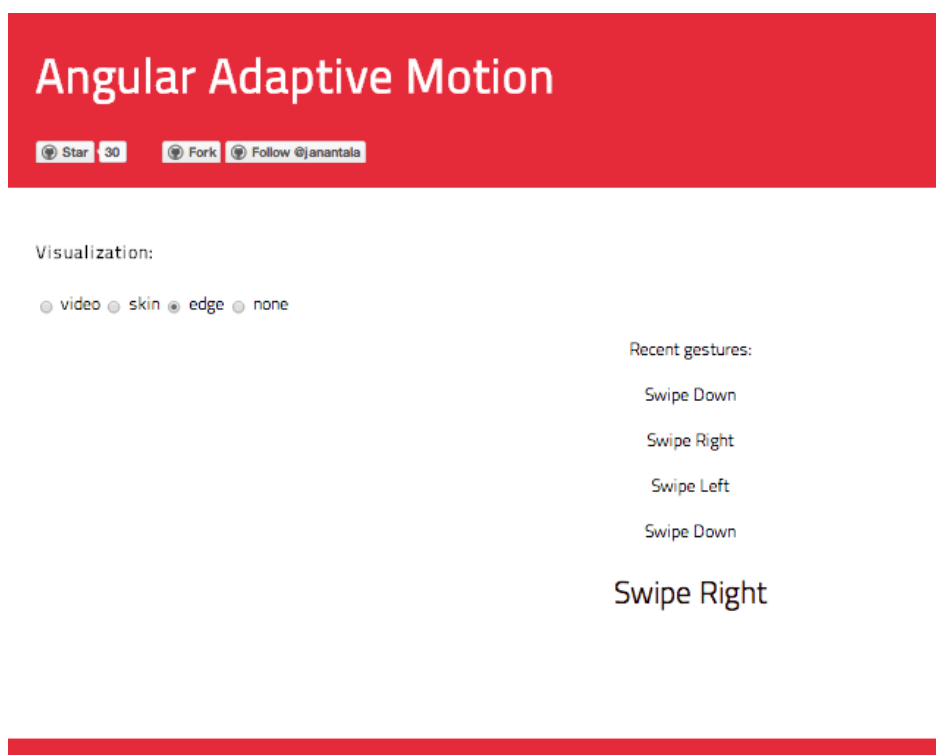 Angular Adaptive Motion
Star 30 Fork Follow @janantala
Visualization:
video skin edge none
Recent gestures:
Swipe Down
Swipe Right
Swipe Left
Swipe Down
Swipe Right